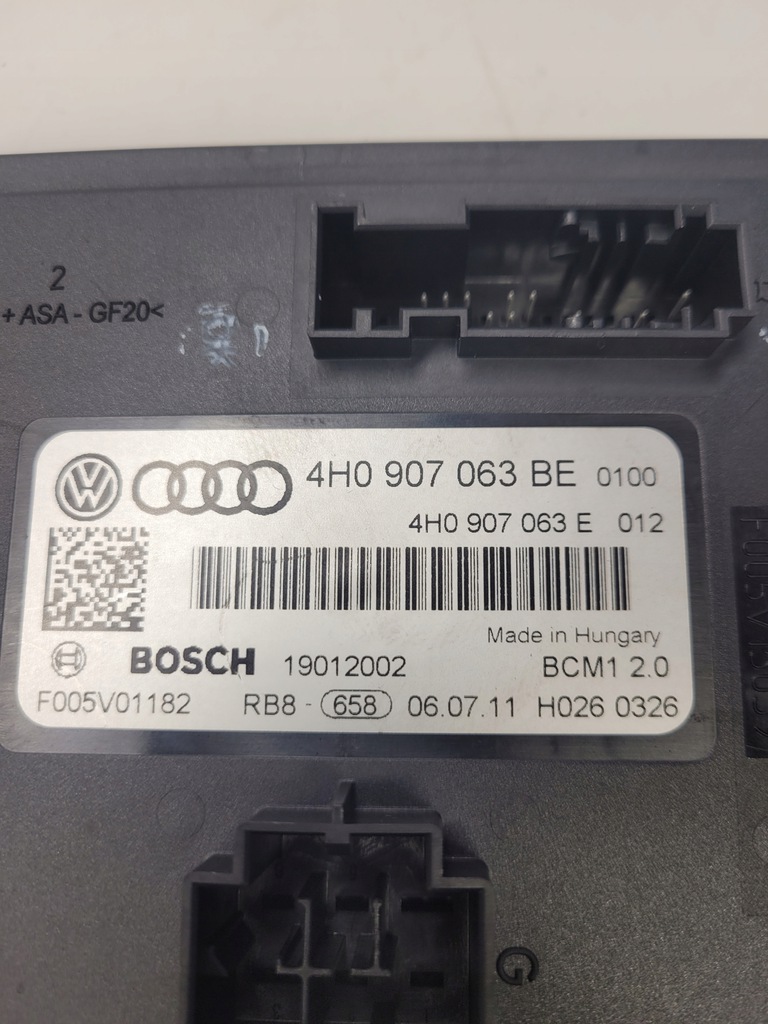 2
+ASA - GF20<
4H0 907 063 BE 0100
4H0 907 063 E 012
Made in Hungary
BOSCH 19012002 BCM1 2.0
F005V01182 RB8 - 658 06.07.11 H026 0326
G